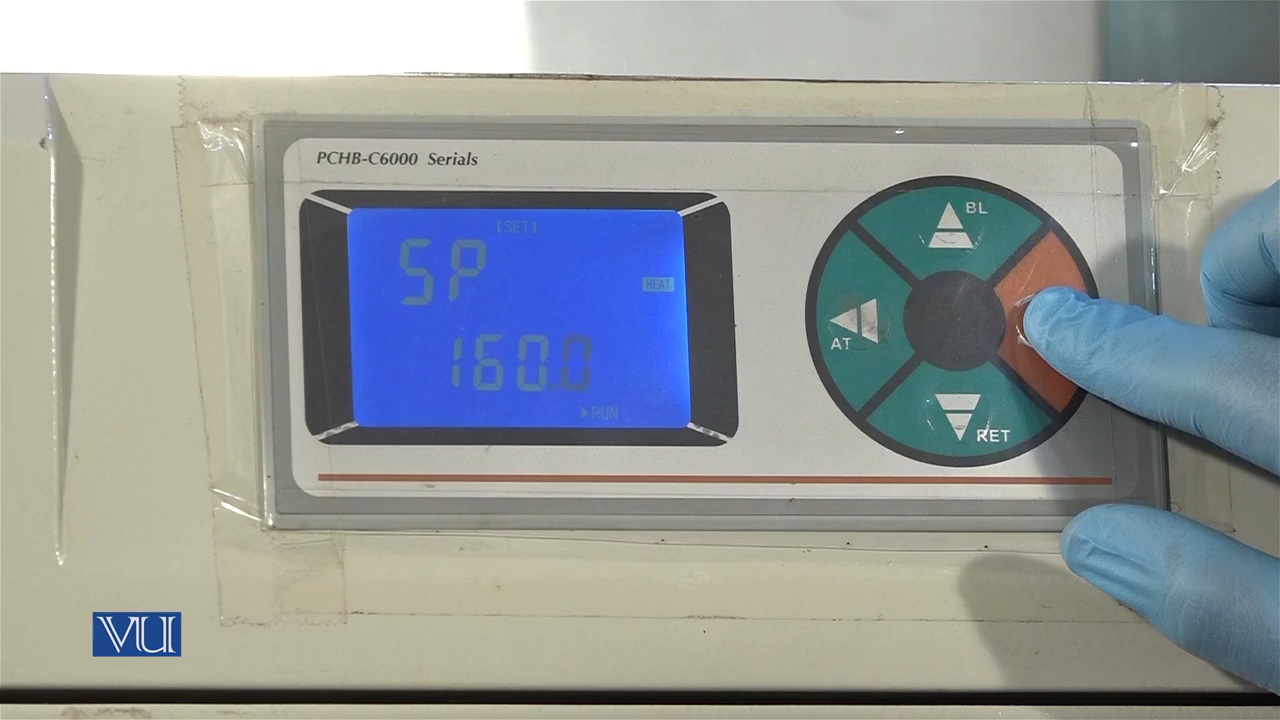 PCHB-C6000 Serials
[SET]
SP
HEAT
160.0
▶RUN
BL
AT
RET
VU